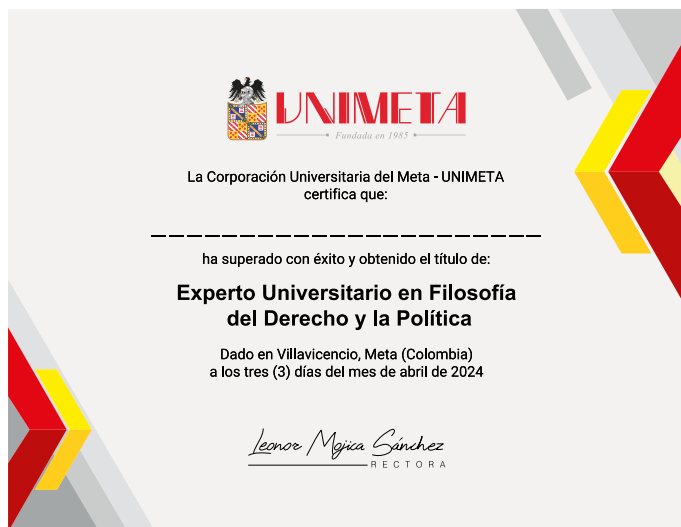 UNIMETA
Fundada en 1985
La Corporación Universitaria del Meta - UNIMETA
certifica que:
ha superado con éxito y obtenido el título de:
Experto Universitario en Filosofía
del Derecho y la Política
Dado en Villavicencio, Meta (Colombia)
a los tres (3) días del mes de abril de 2024
Leonor Mojica Sánchez
RECTORA